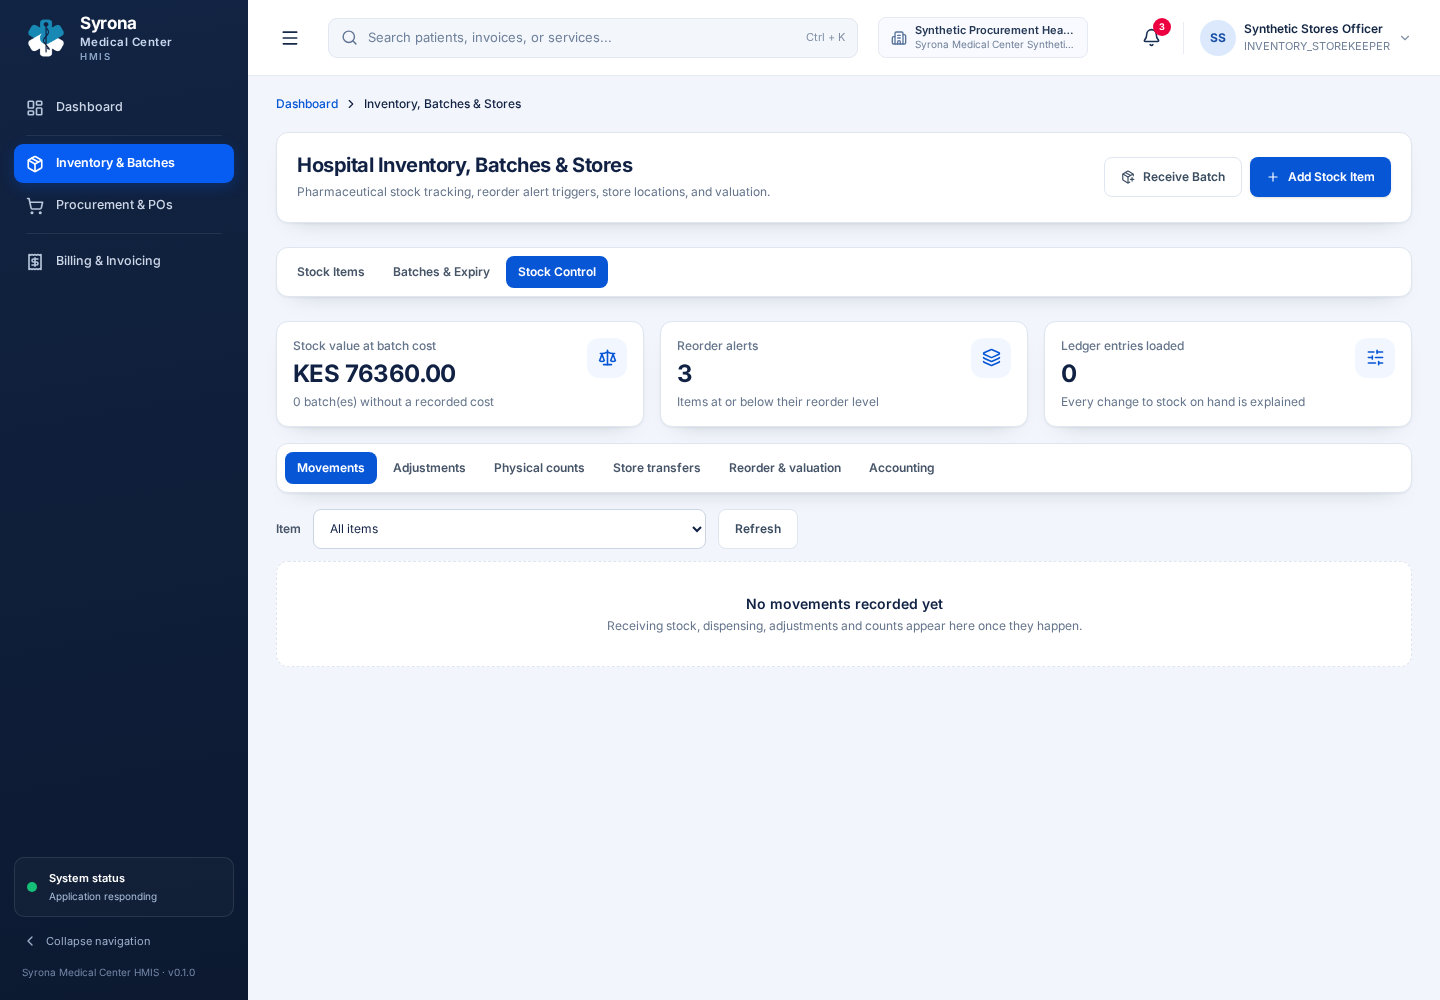 Syrona
Medical Center
HMIS
Dashboard
Inventory & Batches
Procurement & POs
Billing & Invoicing
System status
Application responding
Collapse navigation
Syrona Medical Center HMIS · v0.1.0
Search patients, invoices, or services...
Ctrl + K
Synthetic Procurement Hea...
Syrona Medical Center Syntheti...
3
SS
Synthetic Stores Officer
INVENTORY_STOREKEEPER
Dashboard > Inventory, Batches & Stores
Hospital Inventory, Batches & Stores
Pharmaceutical stock tracking, reorder alert triggers, store locations, and valuation.
Receive Batch
Add Stock Item
Stock Items
Batches & Expiry
Stock Control
Stock value at batch cost
KES 76360.00
0 batch(es) without a recorded cost
Reorder alerts
3
Items at or below their reorder level
Ledger entries loaded
0
Every change to stock on hand is explained
Movements
Adjustments
Physical counts
Store transfers
Reorder & valuation
Accounting
Item
All items
Refresh
No movements recorded yet
Receiving stock, dispensing, adjustments and counts appear here once they happen.